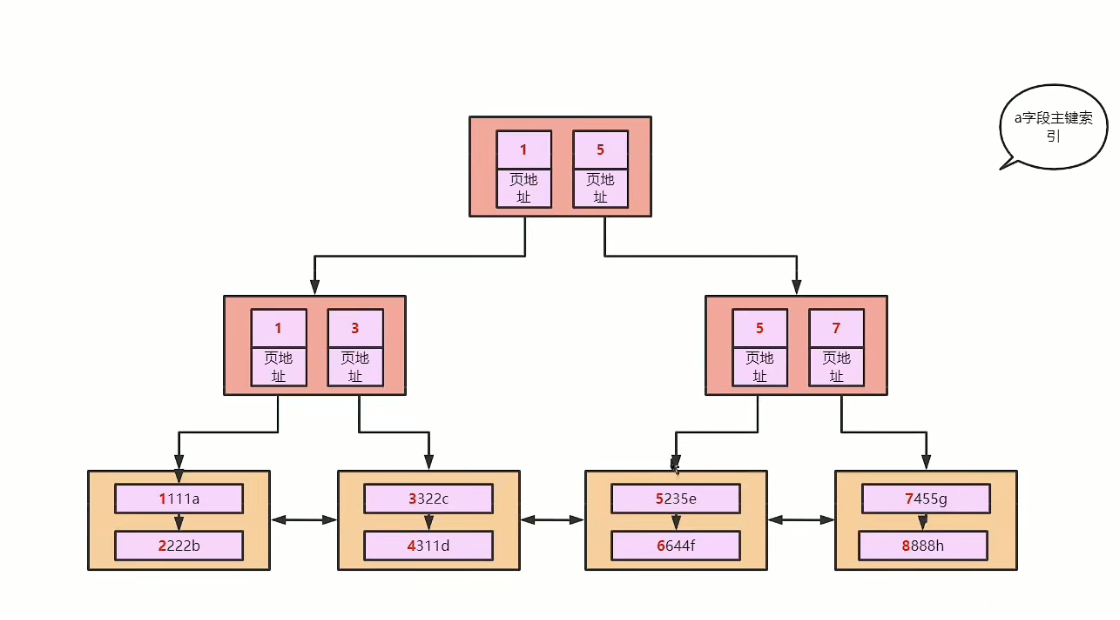 a字段主键索
引
1
5
页地
址
页地
址
1
3
页地
址
页地
址
5
7
页地
址
页地
址
1111a
2222b
3322c
4311d
5235e
6644f
7455g
8888h